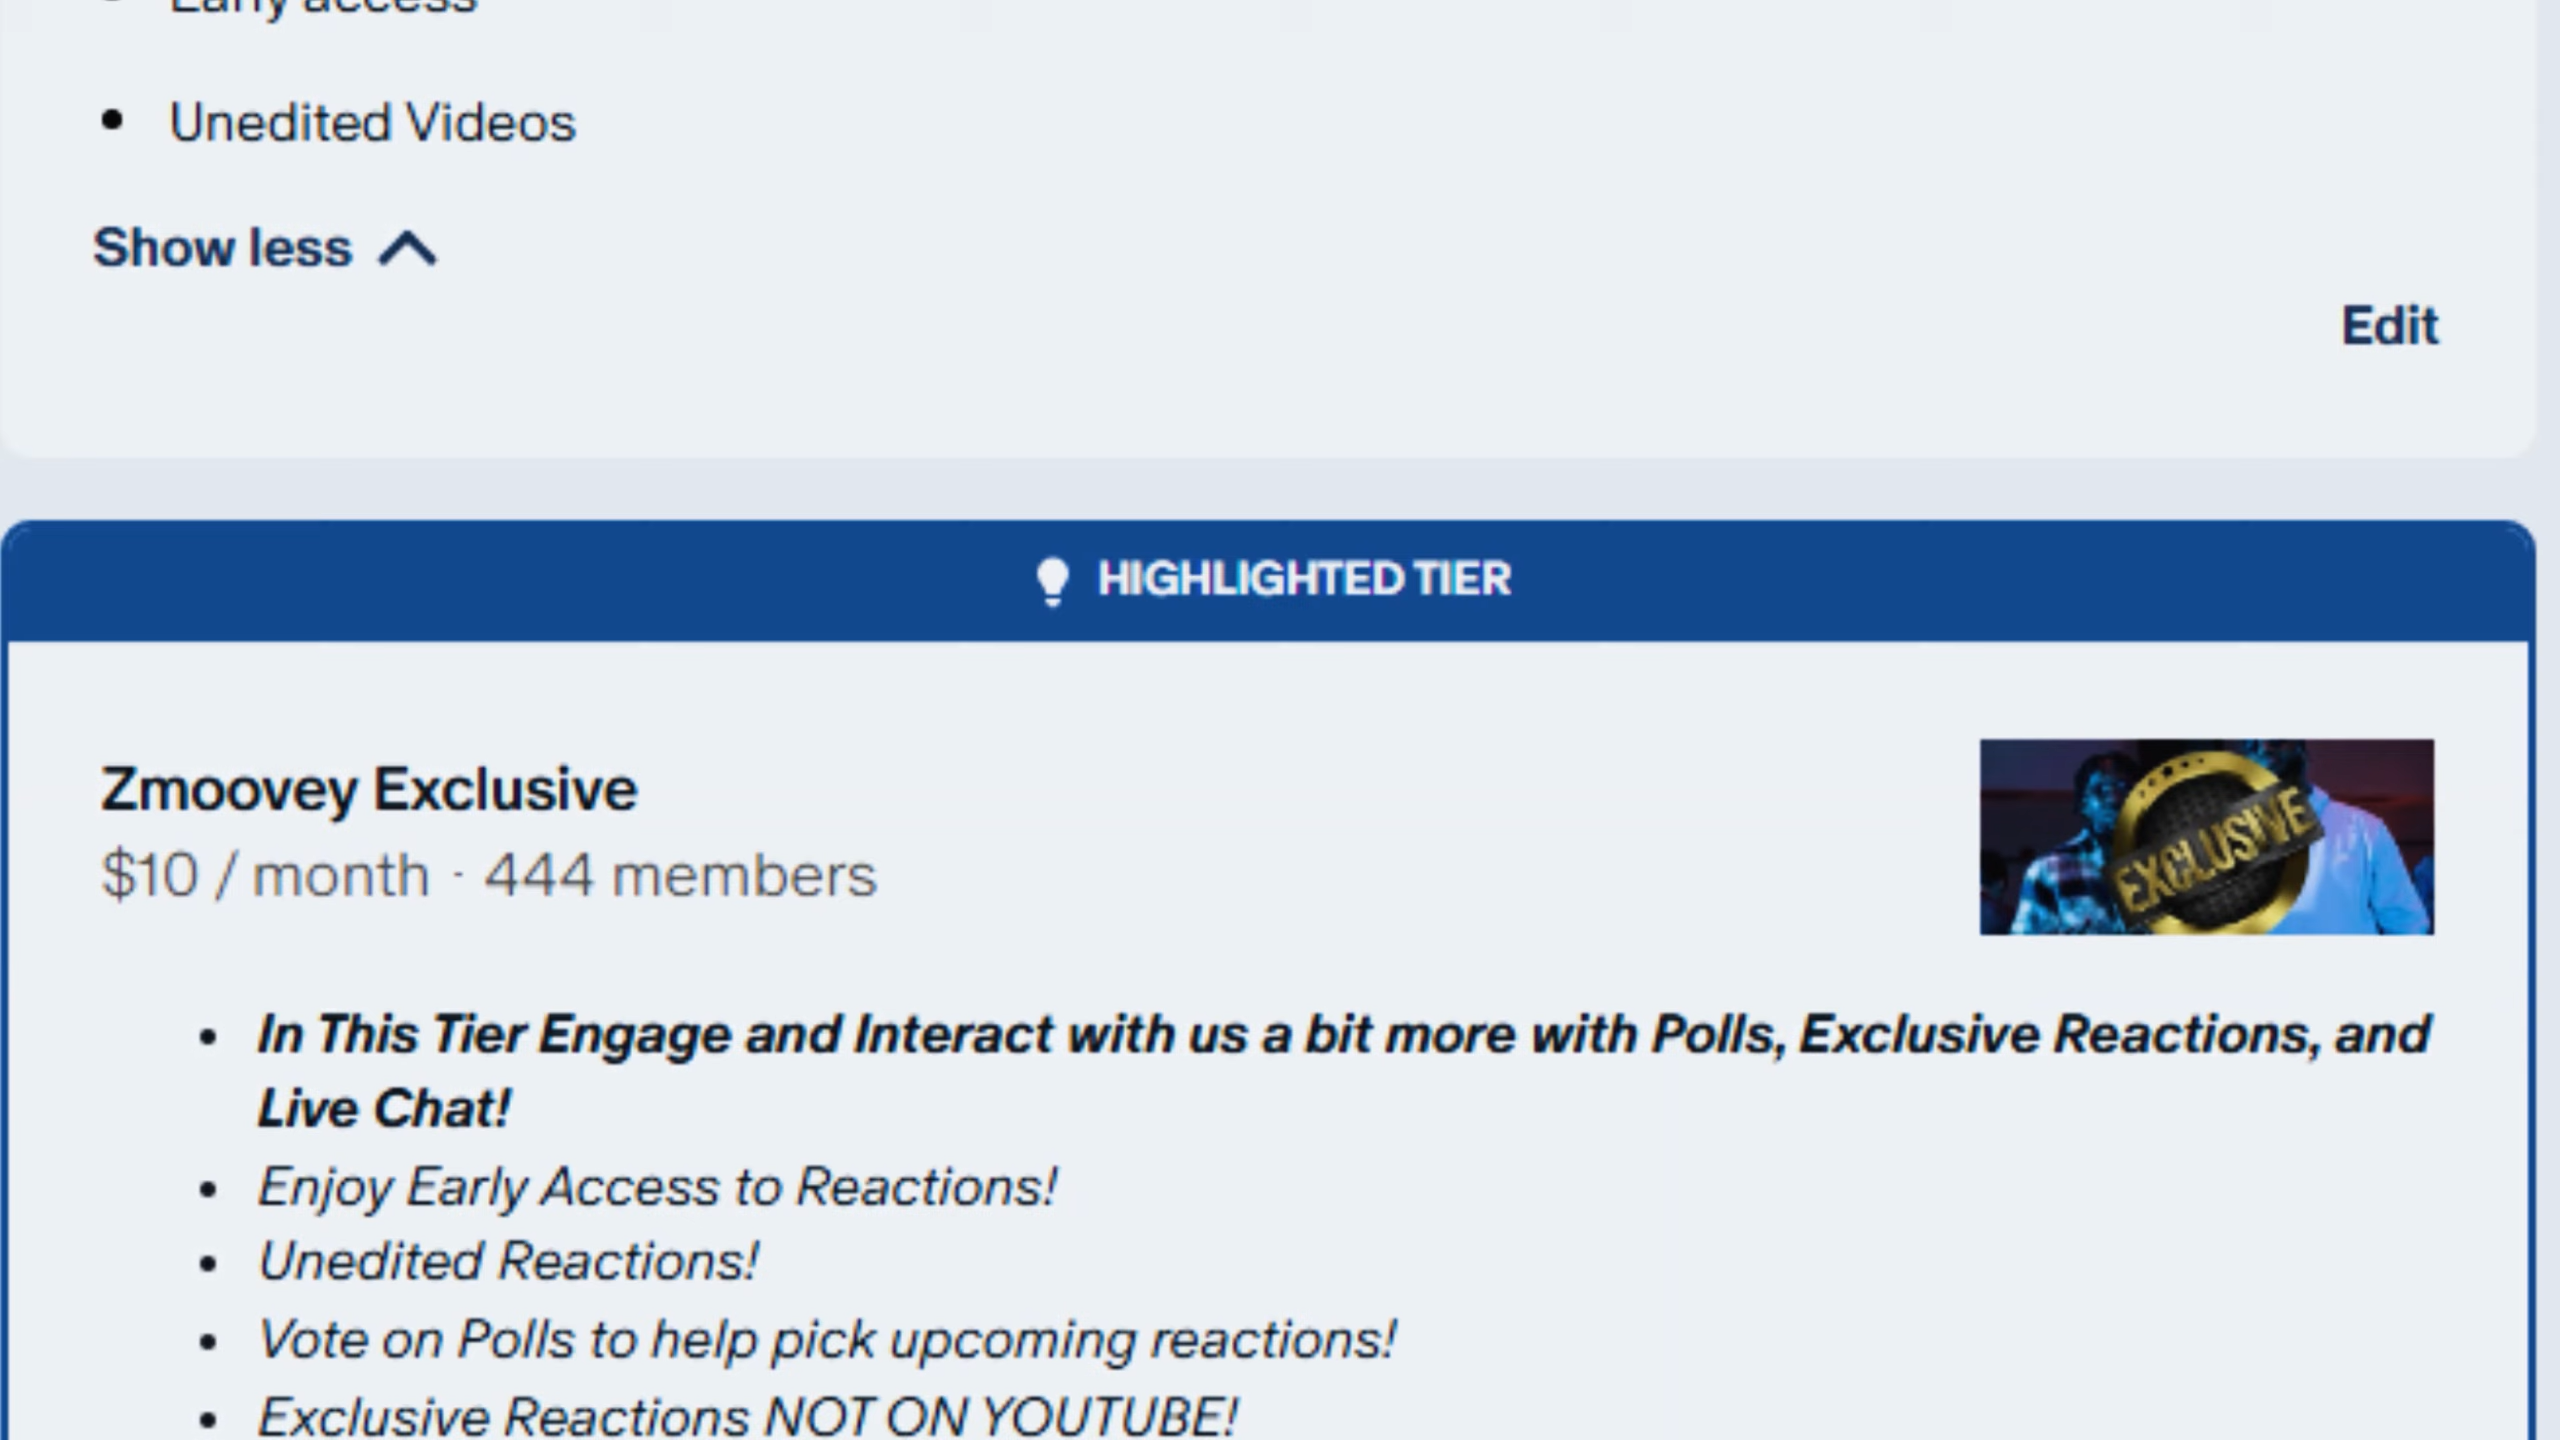 Early access
Unedited Videos
Show less
Edit
HIGHLIGHTED TIER
Zmoovey Exclusive
$10 / month · 444 members
EXCLUSIVE
In This Tier Engage and Interact with us a bit more with Polls, Exclusive Reactions, and
Live Chat!
Enjoy Early Access to Reactions!
Unedited Reactions!
Vote on Polls to help pick upcoming reactions!
Exclusive Reactions NOT ON YOUTUBE!